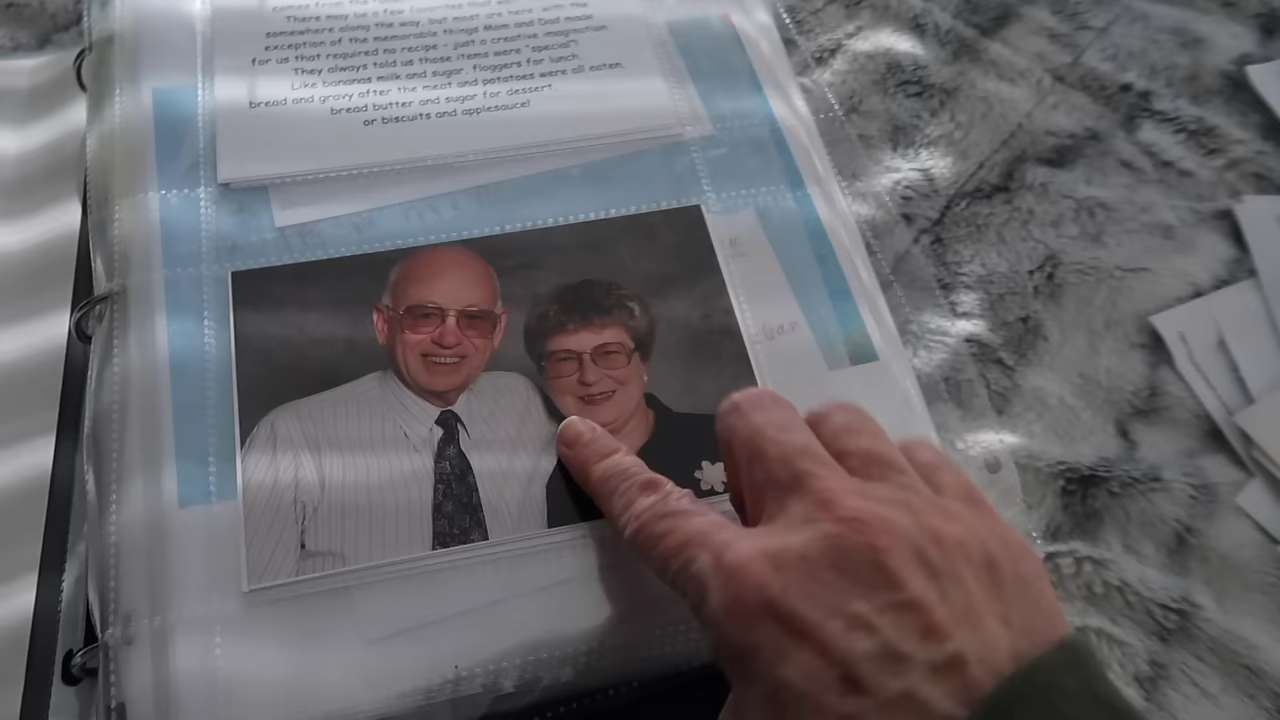 comes from the
There may be a few favorites that
somewhere along the way, but most are here, with the
exception of the memorable things Mom and Dad made
for us that required no recipe - just a creative imagination
They always told us those items were "special"!
Like bananas milk and sugar, floggers for lunch,
bread and gravy after the meat and potatoes were all eaten,
bread butter and sugar for dessert
or biscuits and applesauce!